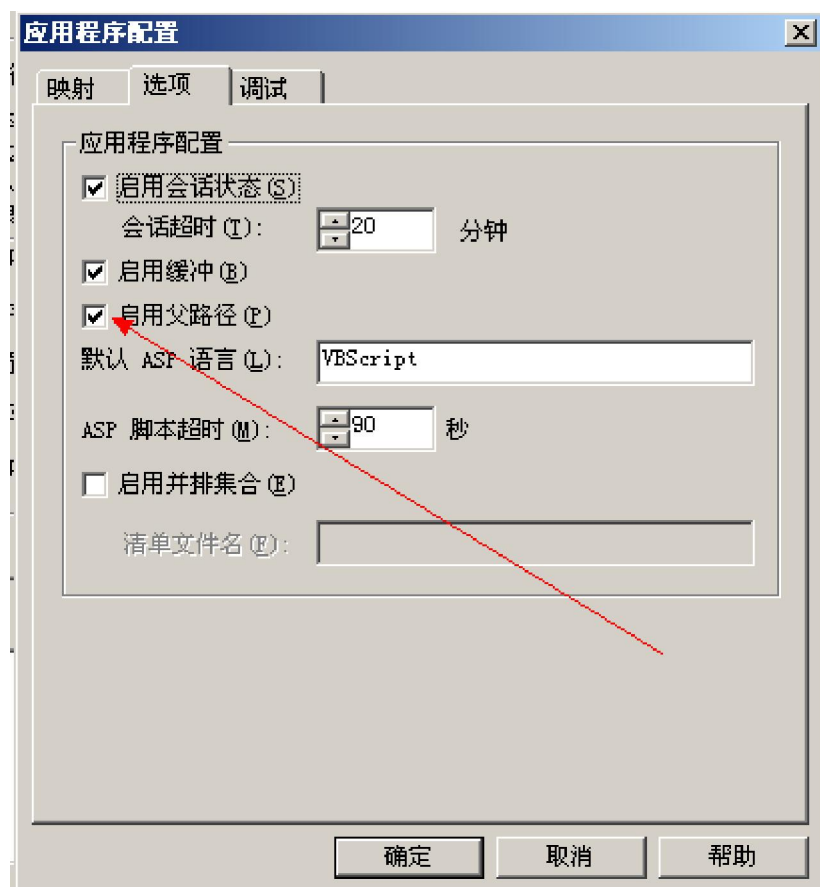 应用程序配置
映射 选项 调试
应用程序配置
启用会话状态(S)
会话超时(T): 20 分钟
启用缓冲(B)
启用父路径(P)
默认 ASP 语言(L): VBScript
ASP 脚本超时(M): 90 秒
启用并排集合(E)
清单文件名(F):
确定 取消 帮助